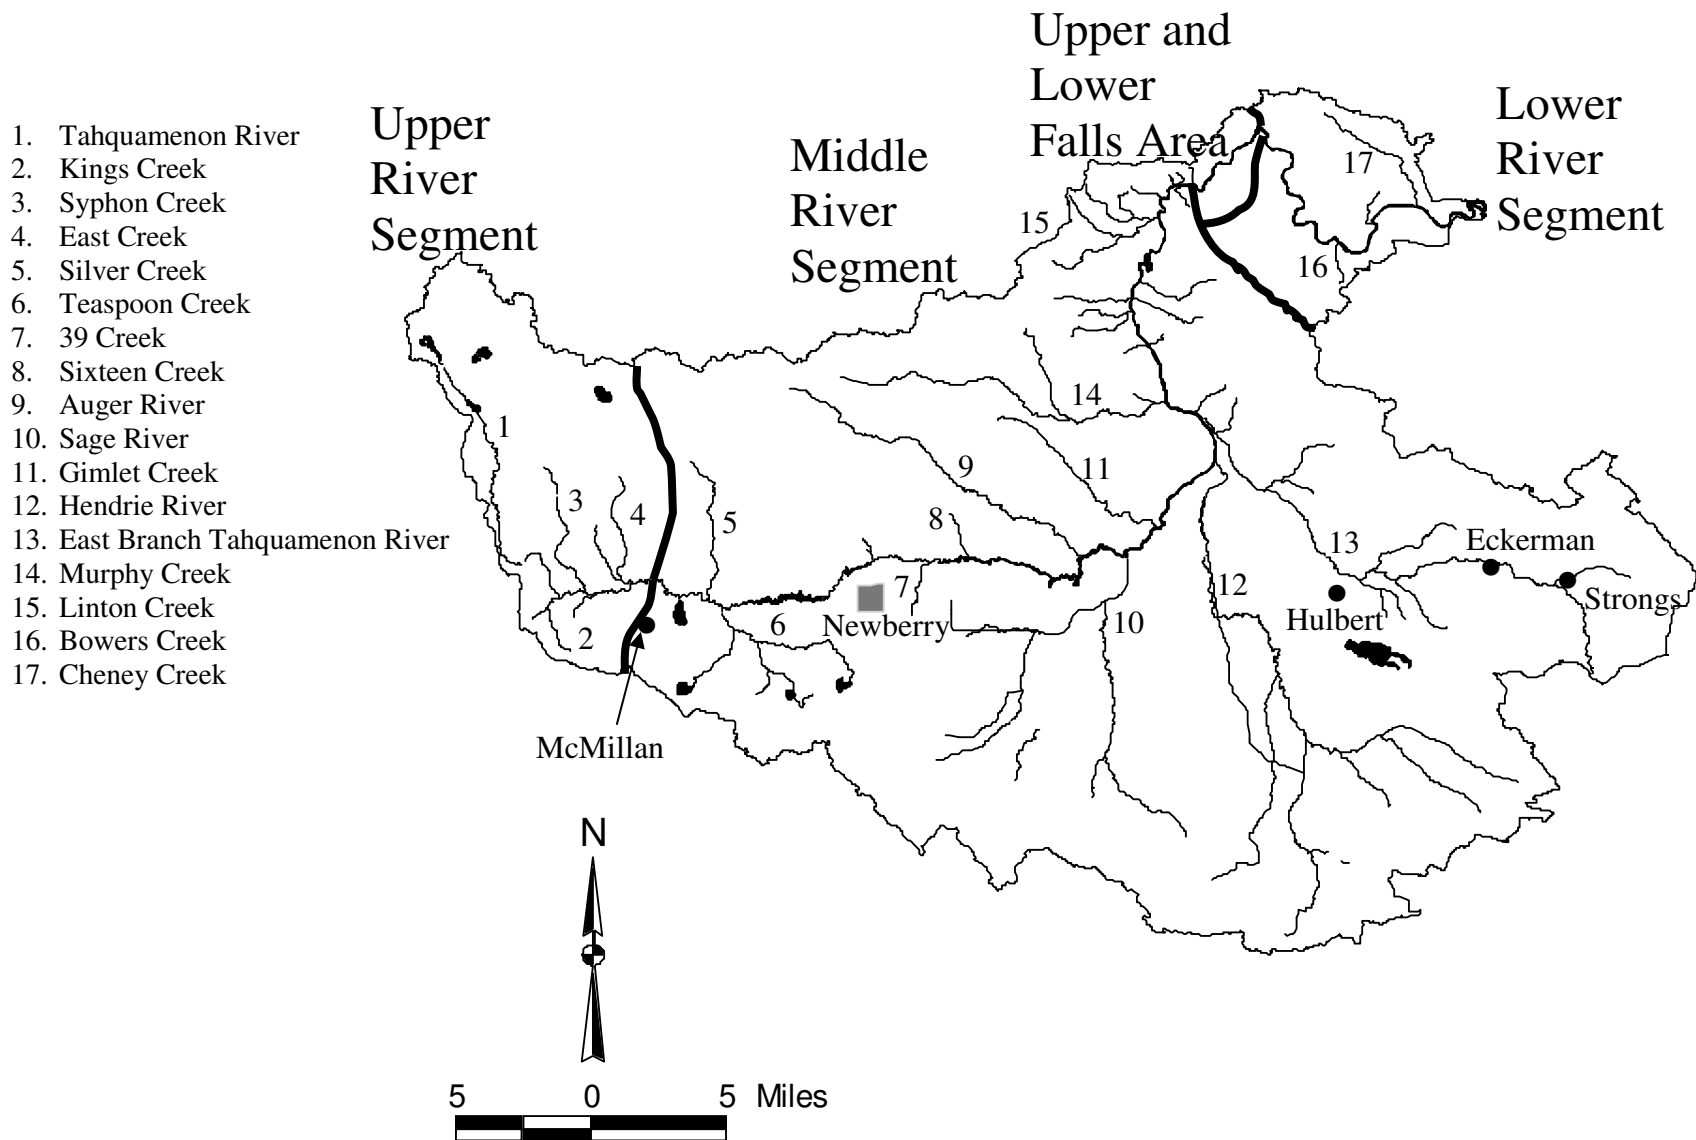 Upper and
Lower
Falls Area
Lower
River
Segment
Upper
River
Segment
Middle
River
Segment
1. Tahquamenon River
2. Kings Creek
3. Syphon Creek
4. East Creek
5. Silver Creek
6. Teaspoon Creek
7. 39 Creek
8. Sixteen Creek
9. Auger River
10. Sage River
11. Gimlet Creek
12. Hendrie River
13. East Branch Tahquamenon River
14. Murphy Creek
15. Linton Creek
16. Bowers Creek
17. Cheney Creek
17
15
16
14
1
9
11
3
4
5
8
13
Eckerman
7
12
Hulbert
Strongs
2
6
Newberry
10
McMillan
N
5 0 5 Miles